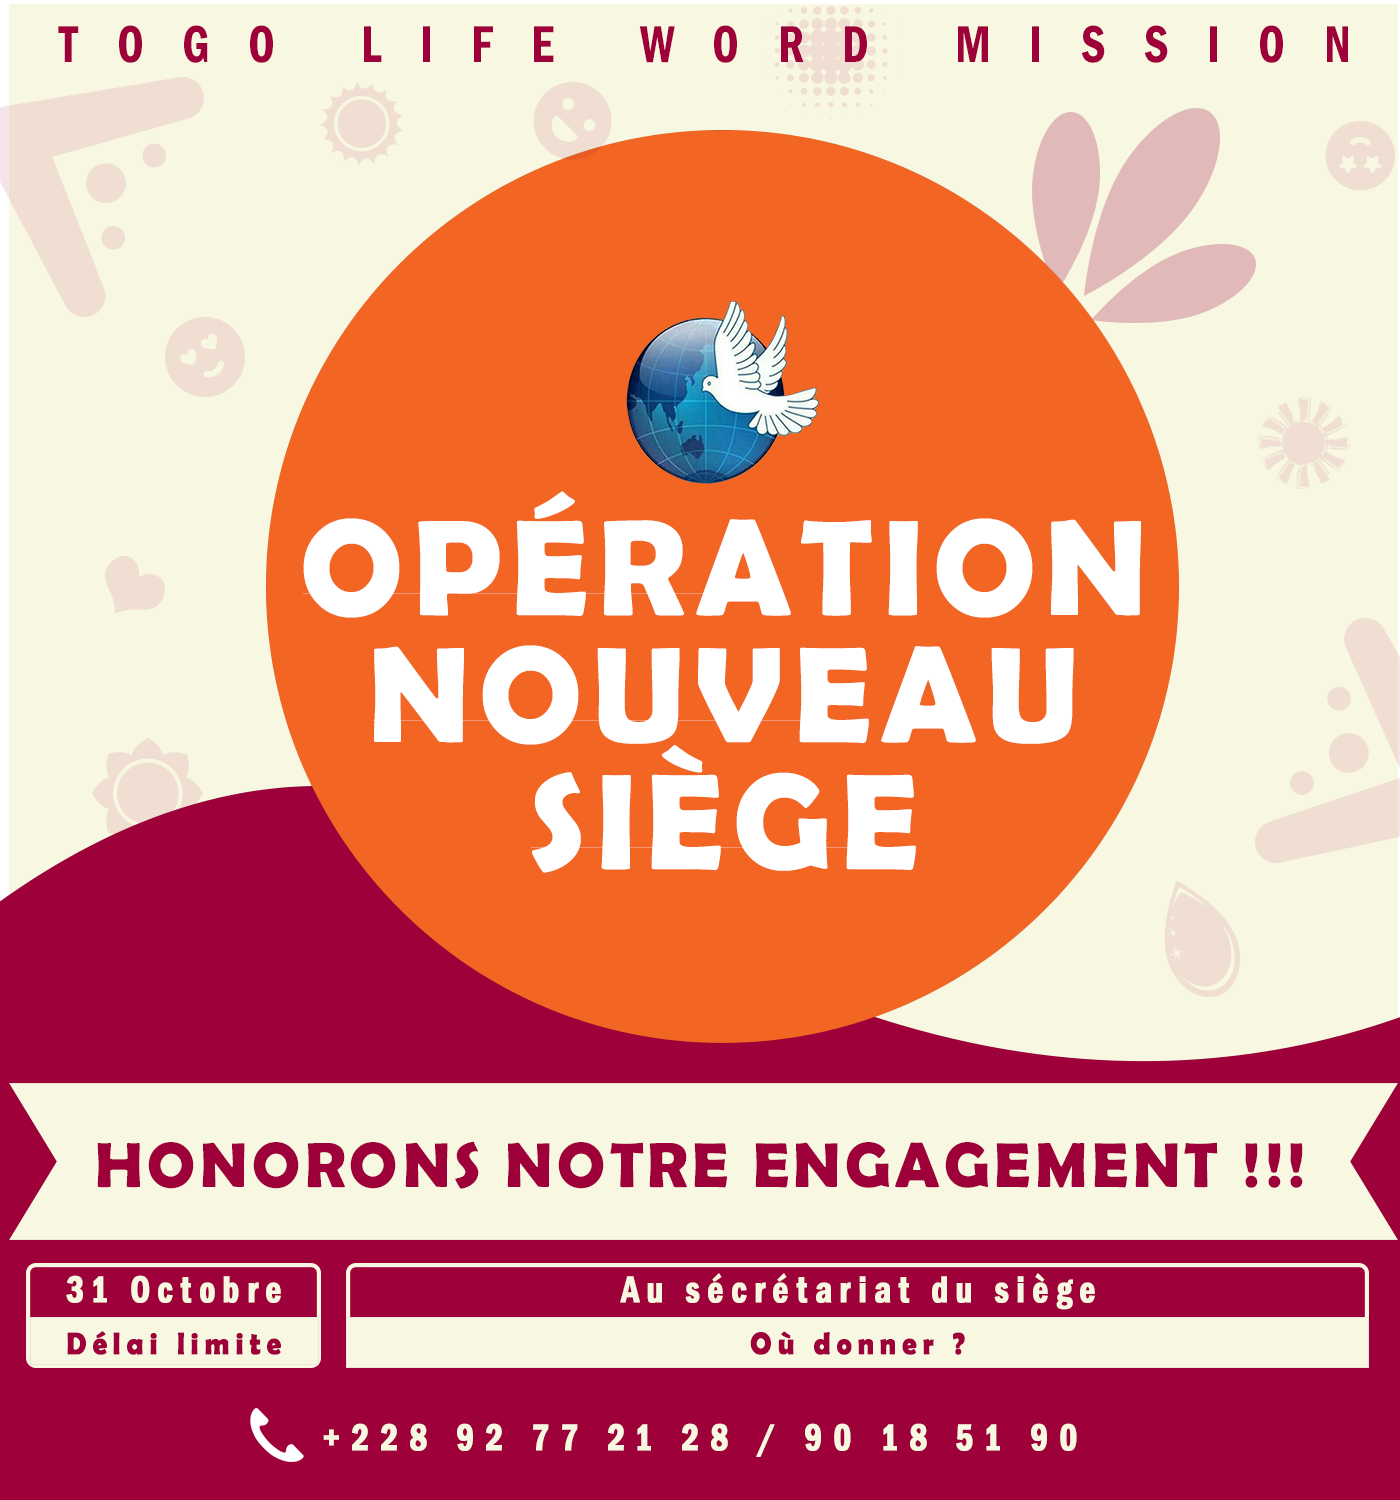 TOGO LIFE WORD MISSION
OPÉRATION
NOUVEAU
SIÈGE
HONORONS NOTRE ENGAGEMENT !!!
31 Octobre
Délai limite
Au sécrétariat du siège
Où donner ?
+228 92 77 21 28 / 90 18 51 90